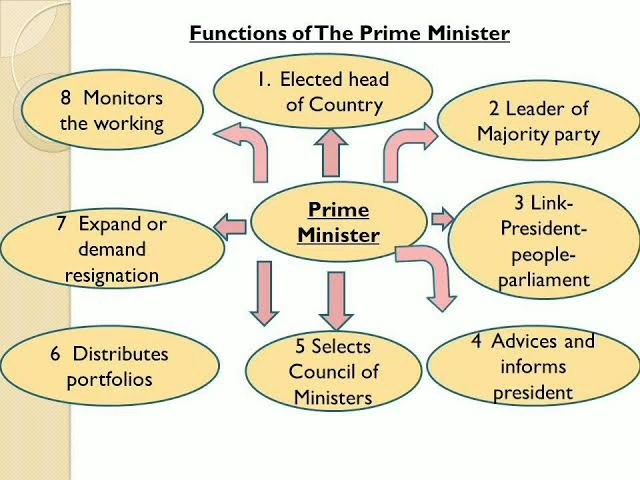 Functions of The Prime Minister
1. Elected head
of Country
2 Leader of
Majority party
3 Link-
President-
people-
parliament
4 Advices and
informs
president
5 Selects
Council of
Ministers
6 Distributes
portfolios
7 Expand or
demand
resignation
8 Monitors
the working
Prime
Minister